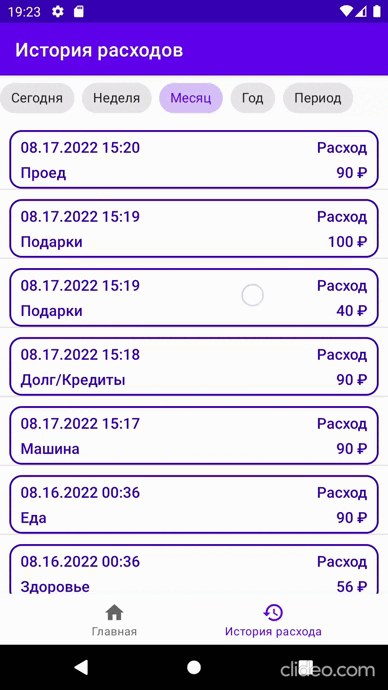 19:23
История расходов
Сегодня Неделя Месяц Год Период
08.17.2022 15:20 Расход
Проед 90 ₽
08.17.2022 15:19 Расход
Подарки 100 ₽
08.17.2022 15:19 Расход
Подарки 40 ₽
08.17.2022 15:18 Расход
Долг/Кредиты 90 ₽
08.17.2022 15:17 Расход
Машина 90 ₽
08.16.2022 00:36 Расход
Еда 90 ₽
08.16.2022 00:36 Расход
Здоровье 56 ₽
Главная История расхода
clideo.com